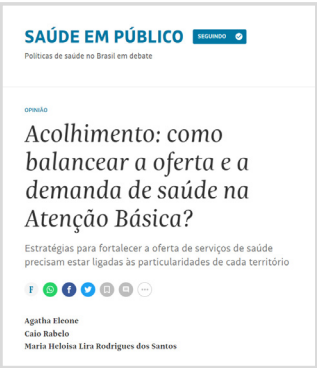 SAÚDE EM PÚBLICO SEGUINDO
Políticas de saúde no Brasil em debate
OPINIÃO
Acolhimento: como
balancear a oferta e a
demanda de saúde na
Atenção Básica?
Estratégias para fortalecer a oferta de serviços de saúde
precisam estar ligadas às particularidades de cada território
F
Agatha Eleone
Caio Rabelo
Maria Heloisa Lira Rodrigues dos Santos